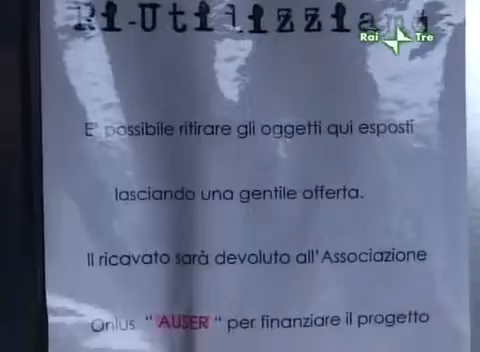 Ri-Utilizziamoci
Rai Tre
E' possibile ritirare gli oggetti qui esposti
lasciando una gentile offerta.
Il ricavato sarà devoluto all'Associazione
Onlus "AUSER" per finanziare il progetto